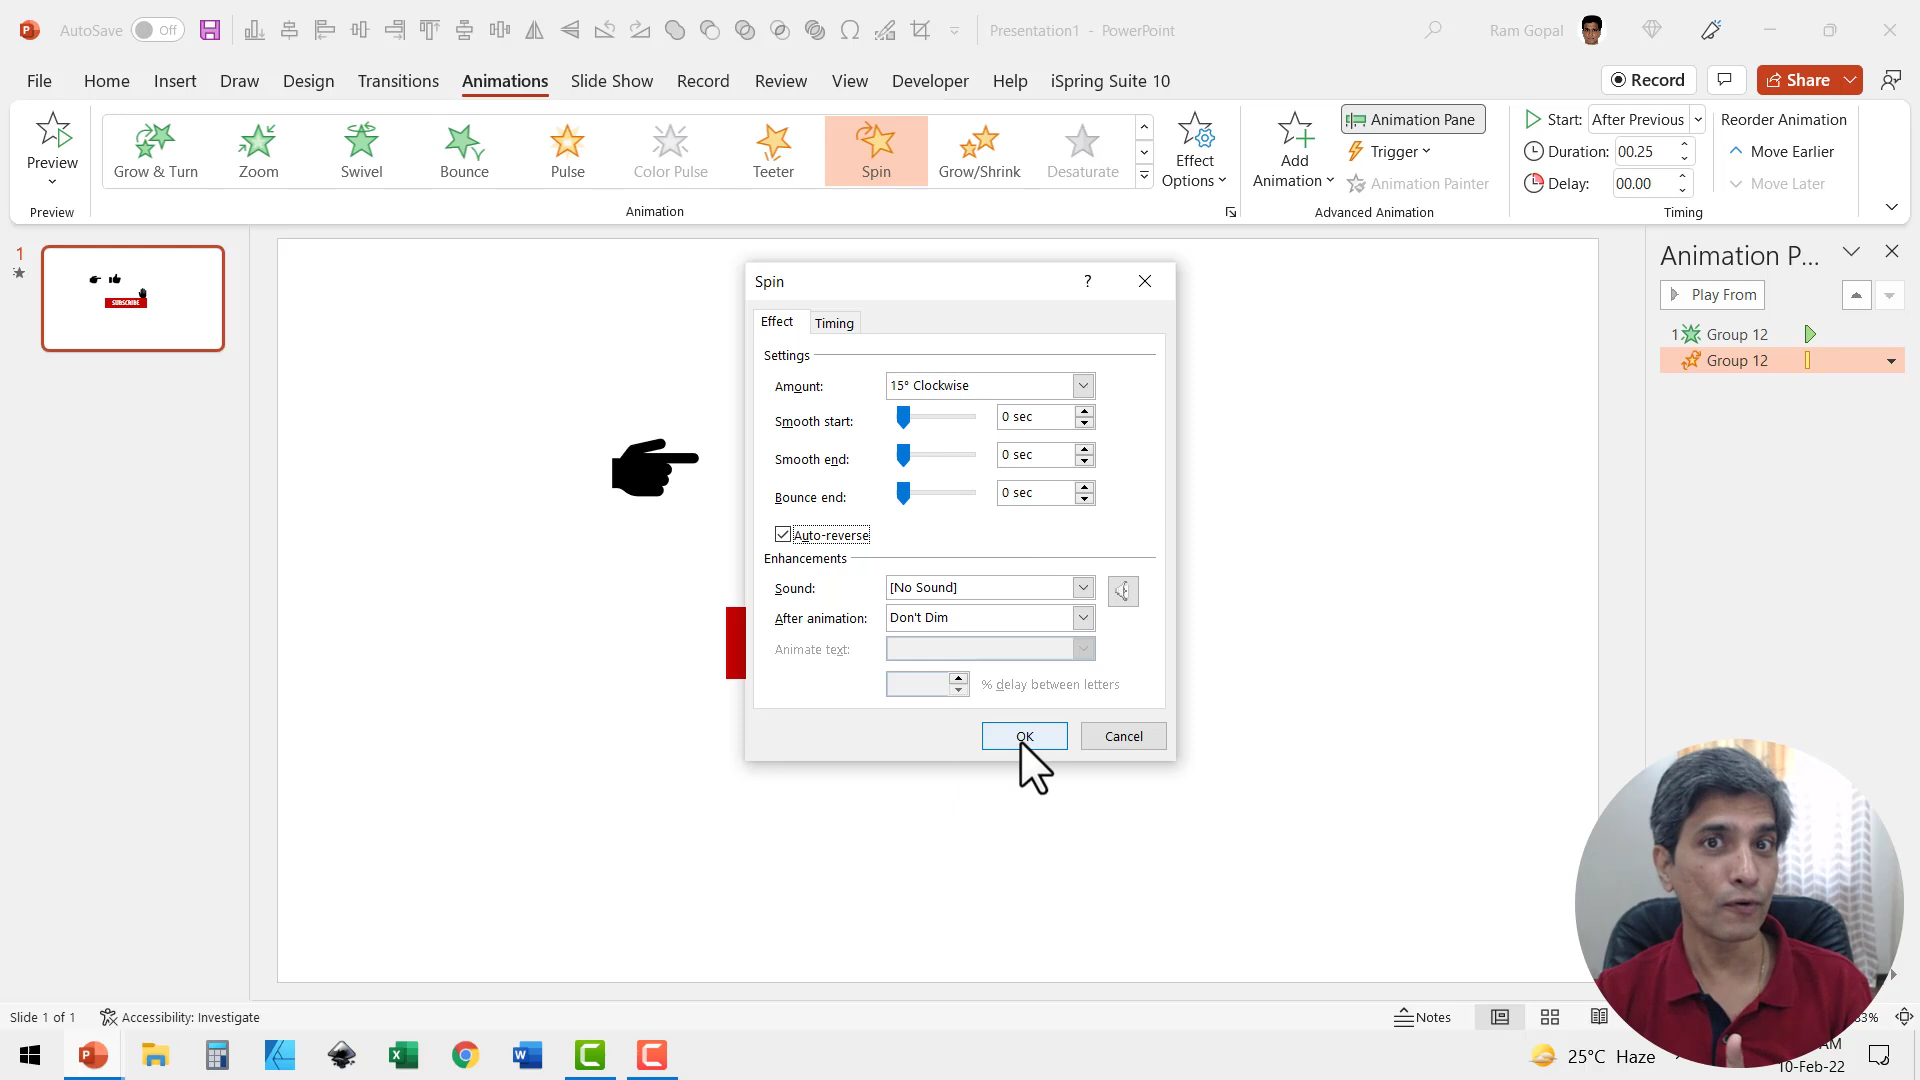 AutoSave Off
Presentation1 - PowerPoint
Ram Gopal
File Home Insert Draw Design Transitions Animations Slide Show Record Review View Developer Help iSpring Suite 10
Record
Share
Preview
Preview
Grow & Turn
Zoom
Swivel
Bounce
Pulse
Color Pulse
Teeter
Spin
Grow/Shrink
Desaturate
Animation
Effect
Options
Add
Animation
Animation Pane
Trigger
Animation Painter
Advanced Animation
Start: After Previous
Duration: 00.25
Delay: 00.00
Timing
Reorder Animation
Move Earlier
Move Later
1
SUBSCRIBE
Spin
?
Effect Timing
Settings
Amount: 15° Clockwise
Smooth start: 0 sec
Smooth end: 0 sec
Bounce end: 0 sec
Auto-reverse
Enhancements
Sound: [No Sound]
After animation: Don't Dim
Animate text:
% delay between letters
OK Cancel
Animation P...
Play From
1 Group 12
Group 12
Slide 1 of 1 Accessibility: Investigate
Notes
25°C Haze
AM
10-Feb-22